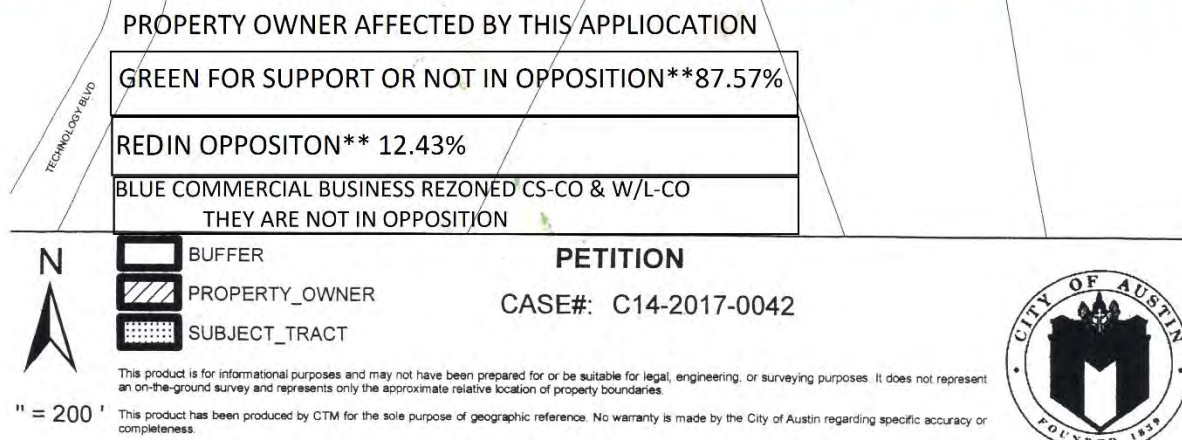 PROPERTY OWNER AFFECTED BY THIS APPLIOCATION
TECHNOLOGY BLVD
GREEN FOR SUPPORT OR NOT IN OPPOSITION**87.57%
REDIN OPPOSITON** 12.43%
BLUE COMMERCIAL BUSINESS REZONED CS-CO & W/L-CO
THEY ARE NOT IN OPPOSITION
N
BUFFER
PROPERTY_OWNER
SUBJECT_TRACT
PETITION
CASE#: C14-2017-0042
CITY OF AUSTIN
FOUNDED 1839
This product is for informational purposes and may not have been prepared for or be suitable for legal, engineering, or surveying purposes. It does not represent
an on-the-ground survey and represents only the approximate relative location of property boundaries.
" = 200 '
This product has been produced by CTM for the sole purpose of geographic reference. No warranty is made by the City of Austin regarding specific accuracy or
completeness.